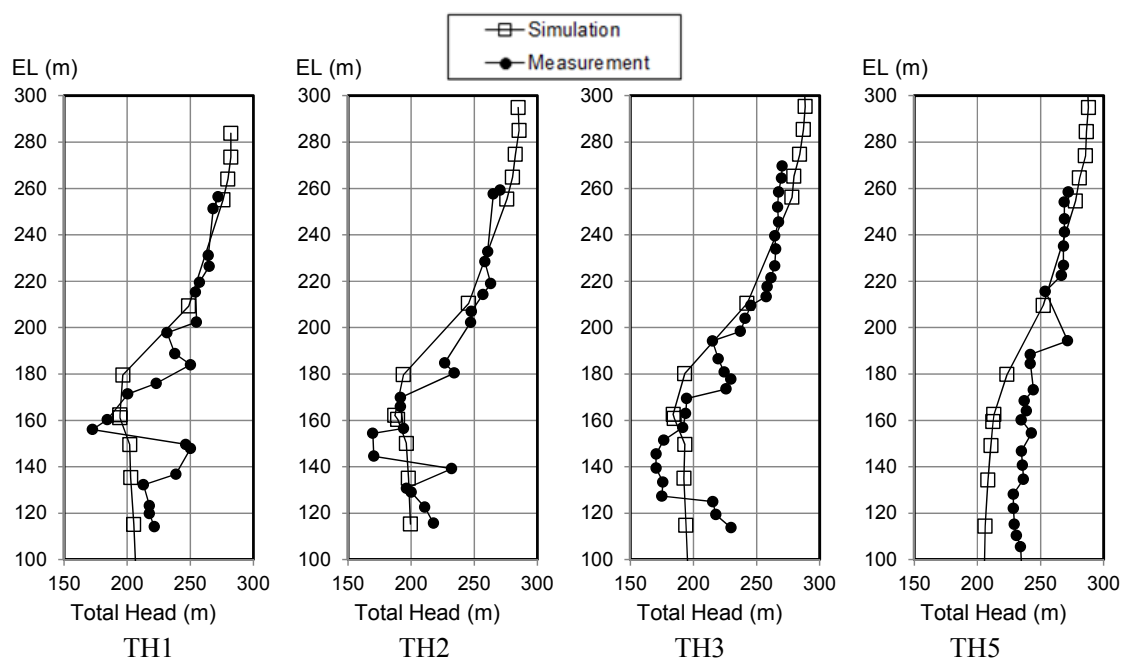 Simulation
Measurement
EL (m) EL (m) EL (m) EL (m)
300 300 300 300
280 280 280 280
260 260 260 260
240 240 240 240
220 220 220 220
200 200 200 200
180 180 180 180
160 160 160 160
140 140 140 140
120 120 120 120
100 100 100 100
150 200 250 300 150 200 250 300 150 200 250 300 150 200 250 300
Total Head (m) Total Head (m) Total Head (m) Total Head (m)
TH1 TH2 TH3 TH5